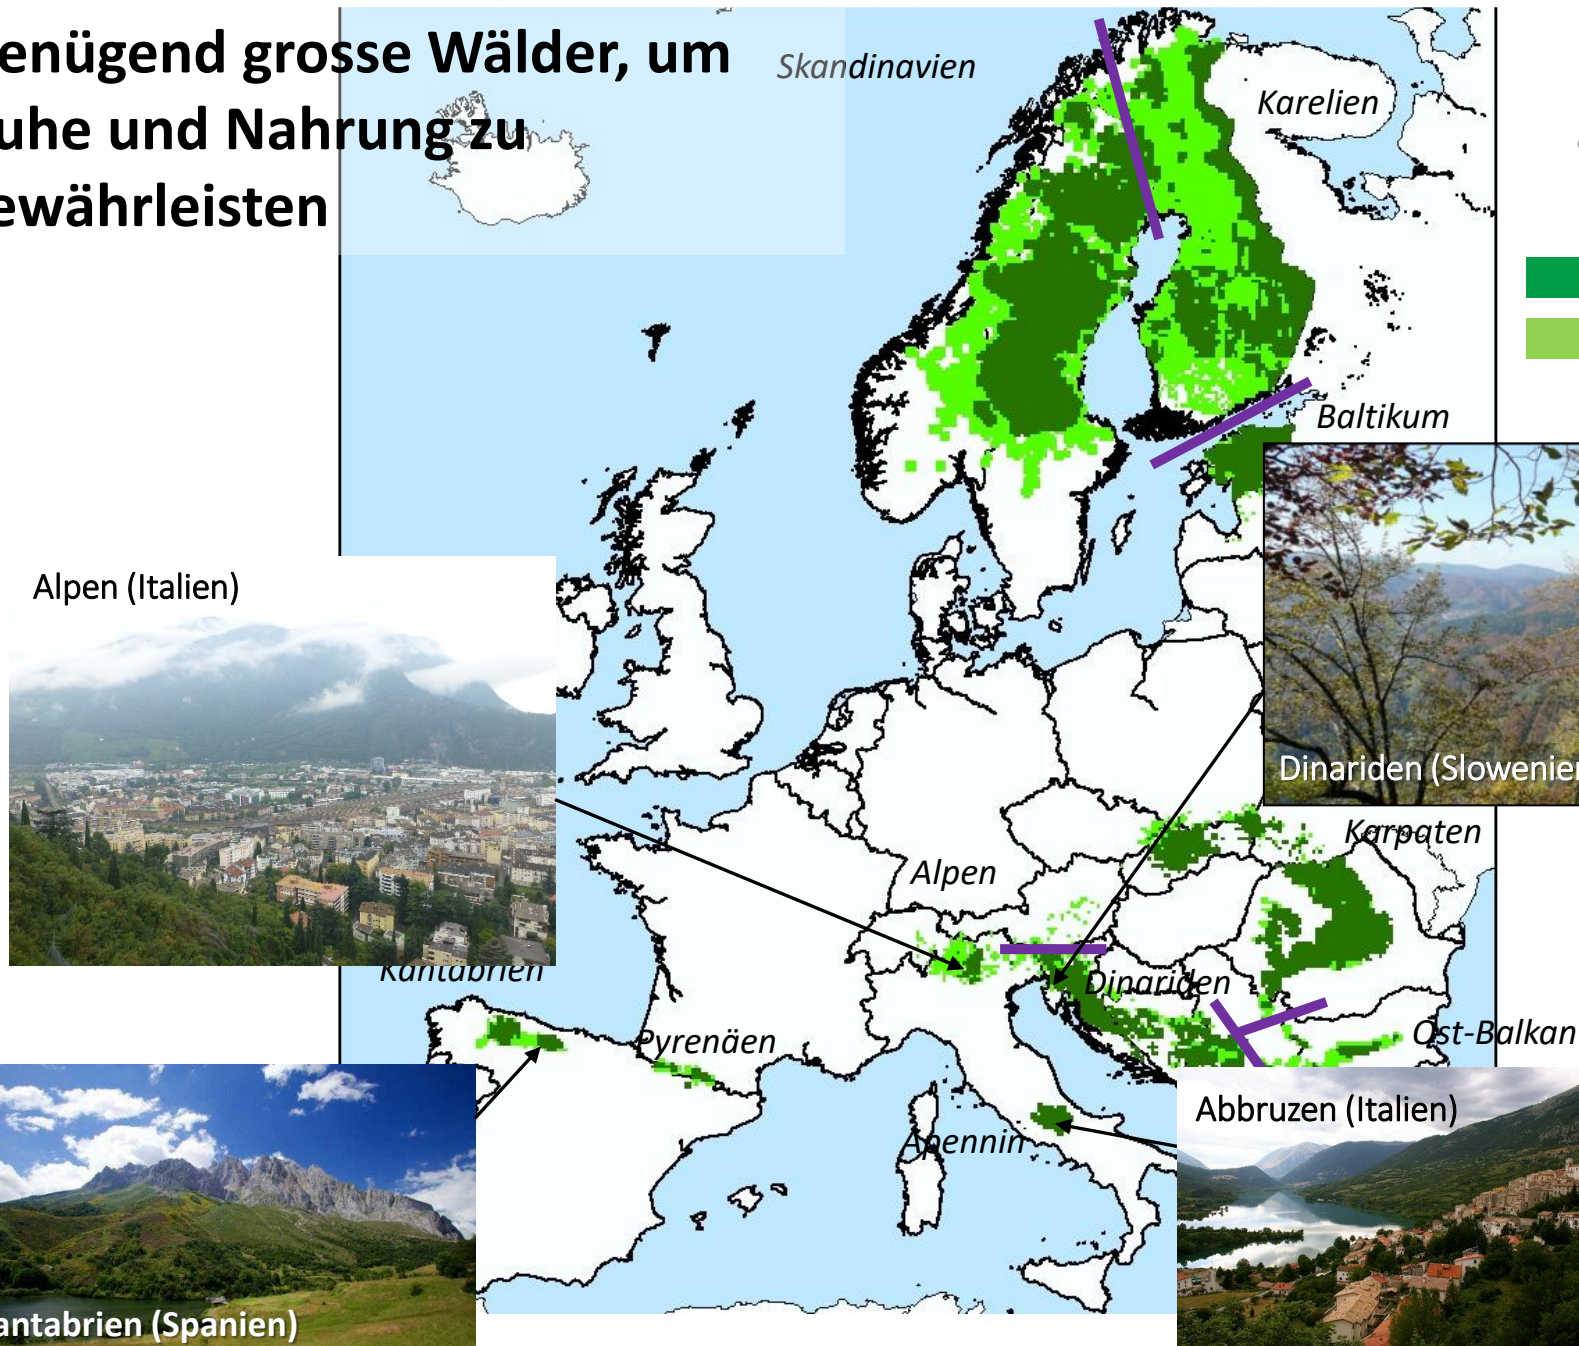 enügend grosse Wälder, um
uhe und Nahrung zu
ewährleisten
Skandinavien
Karelien
Baltikum
Alpen (Italien)
Dinariden (Slowenien
Karpaten
Alpen
Kantabrien
Dinariden
Pyrenäen
Ost-Balkan
Abbruzen (Italien)
Apennin
antabrien (Spanien)